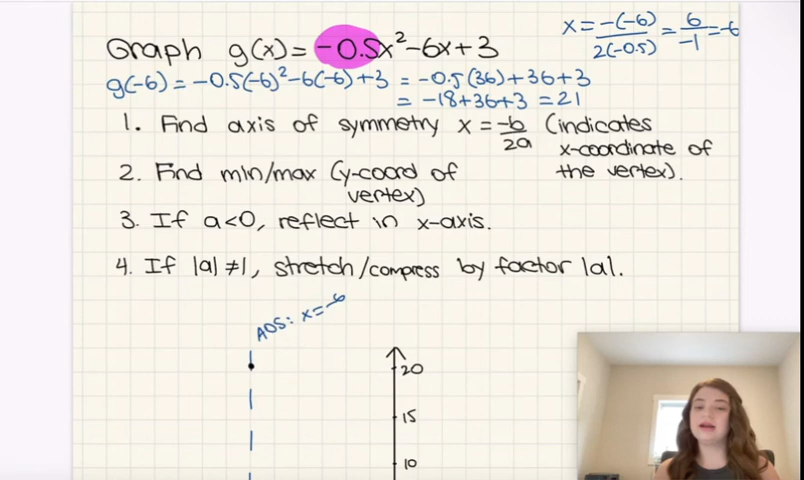 Graph g(x) = -0.5x² - 6x + 3
x = -(-6)/2(-0.5) = 6/-1 = -6
g(-6) = -0.5(-6)² - 6(-6) + 3 = -0.5(36) + 36 + 3
= -18 + 36 + 3 = 21
1. Find axis of symmetry x = -b/2a (indicates
x-coordinate of
the vertex).
2. Find min/max (y-coord of
vertex)
3. If a<0, reflect in x-axis.
4. If |a| ≠ 1, stretch/compress by factor |a|.
AOS: x = -6
20
15
10